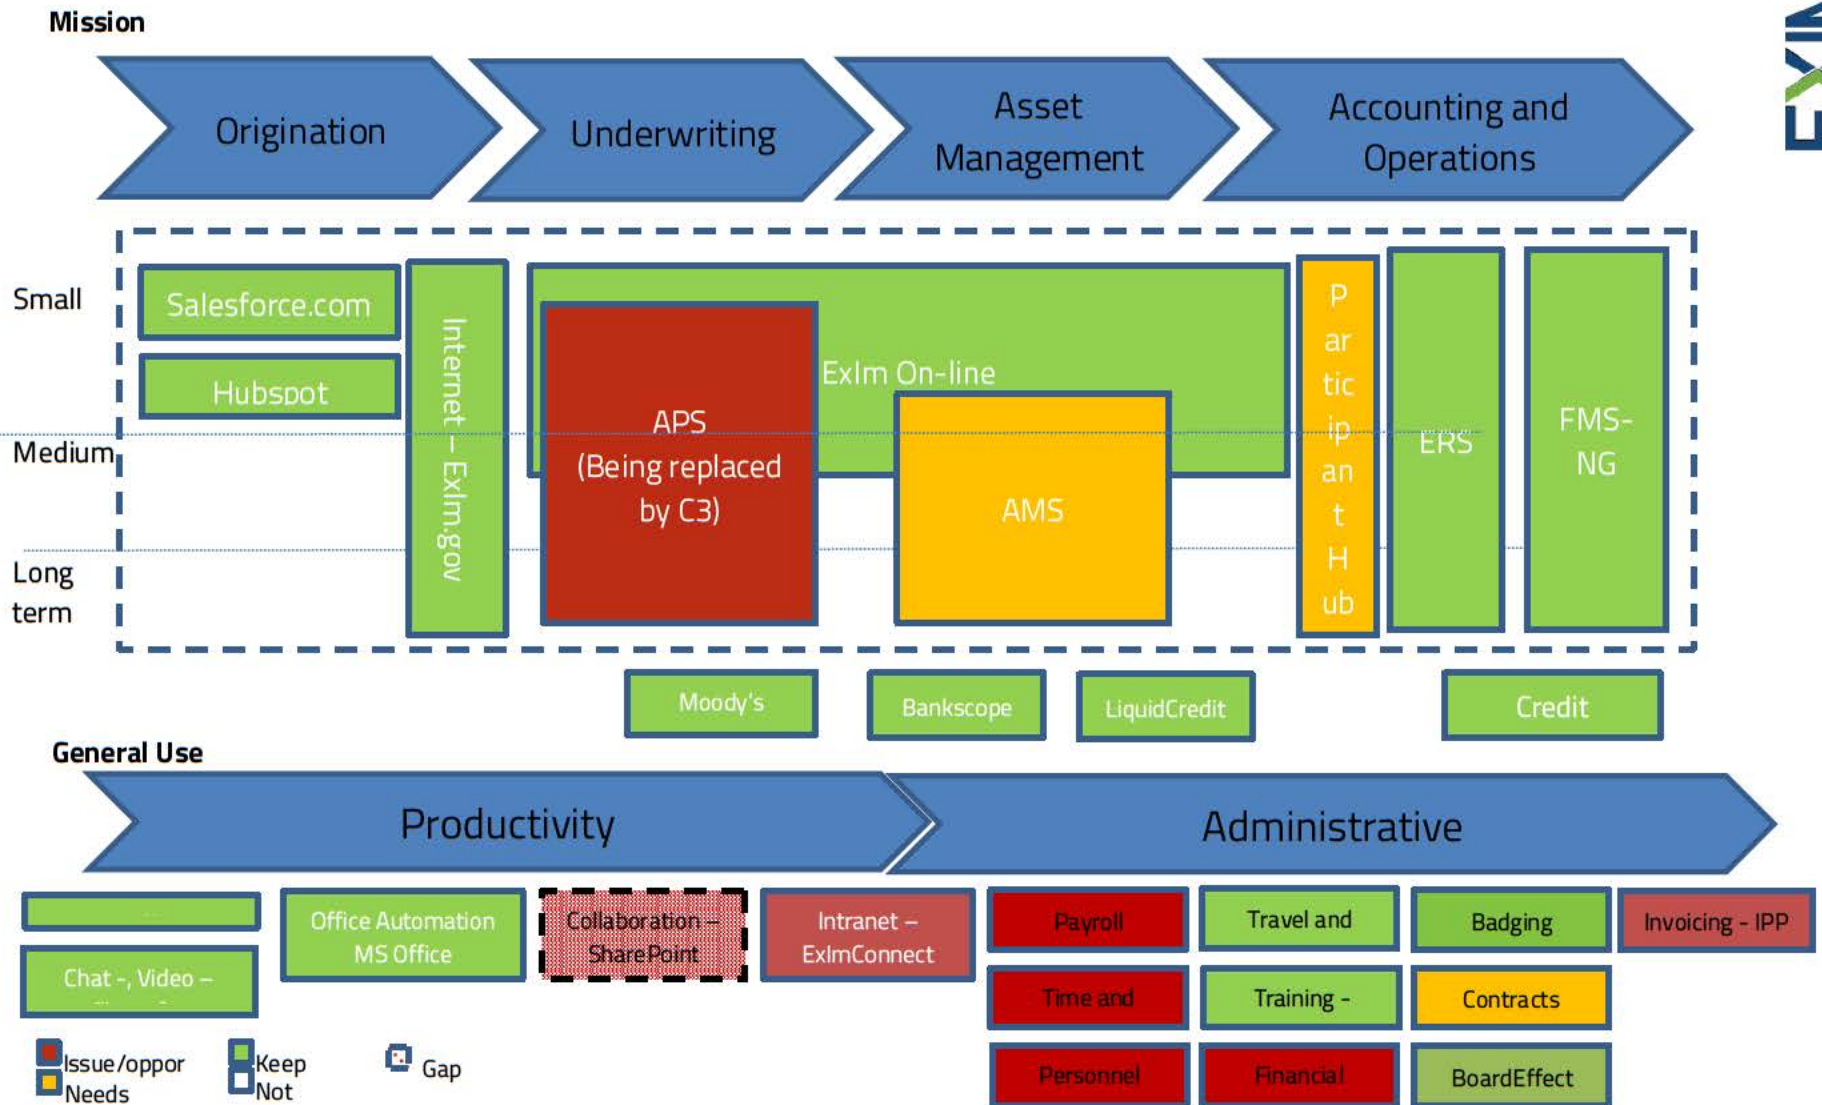 Mission
EXIM
Origination
Underwriting
Asset
Management
Accounting and
Operations
Small
Medium
Long
term
Salesforce.com
Hubspot
Internet – ExIm.gov
ExIm On-line
APS
(Being replaced
by C3)
AMS
P
ar
tic
ip
an
t
H
ub
ERS
FMS-
NG
Moody's
Bankscope
LiquidCredit
Credit
General Use
Productivity
Administrative
Chat -, Video –
Office Automation
MS Office
Collaboration –
SharePoint
Intranet –
ExImConnect
Payroll
Travel and
Badging
Invoicing - IPP
Time and
Training -
Contracts
Personnel
Financial
BoardEffect
Issue/oppor
Needs
Keep
Not
Gap